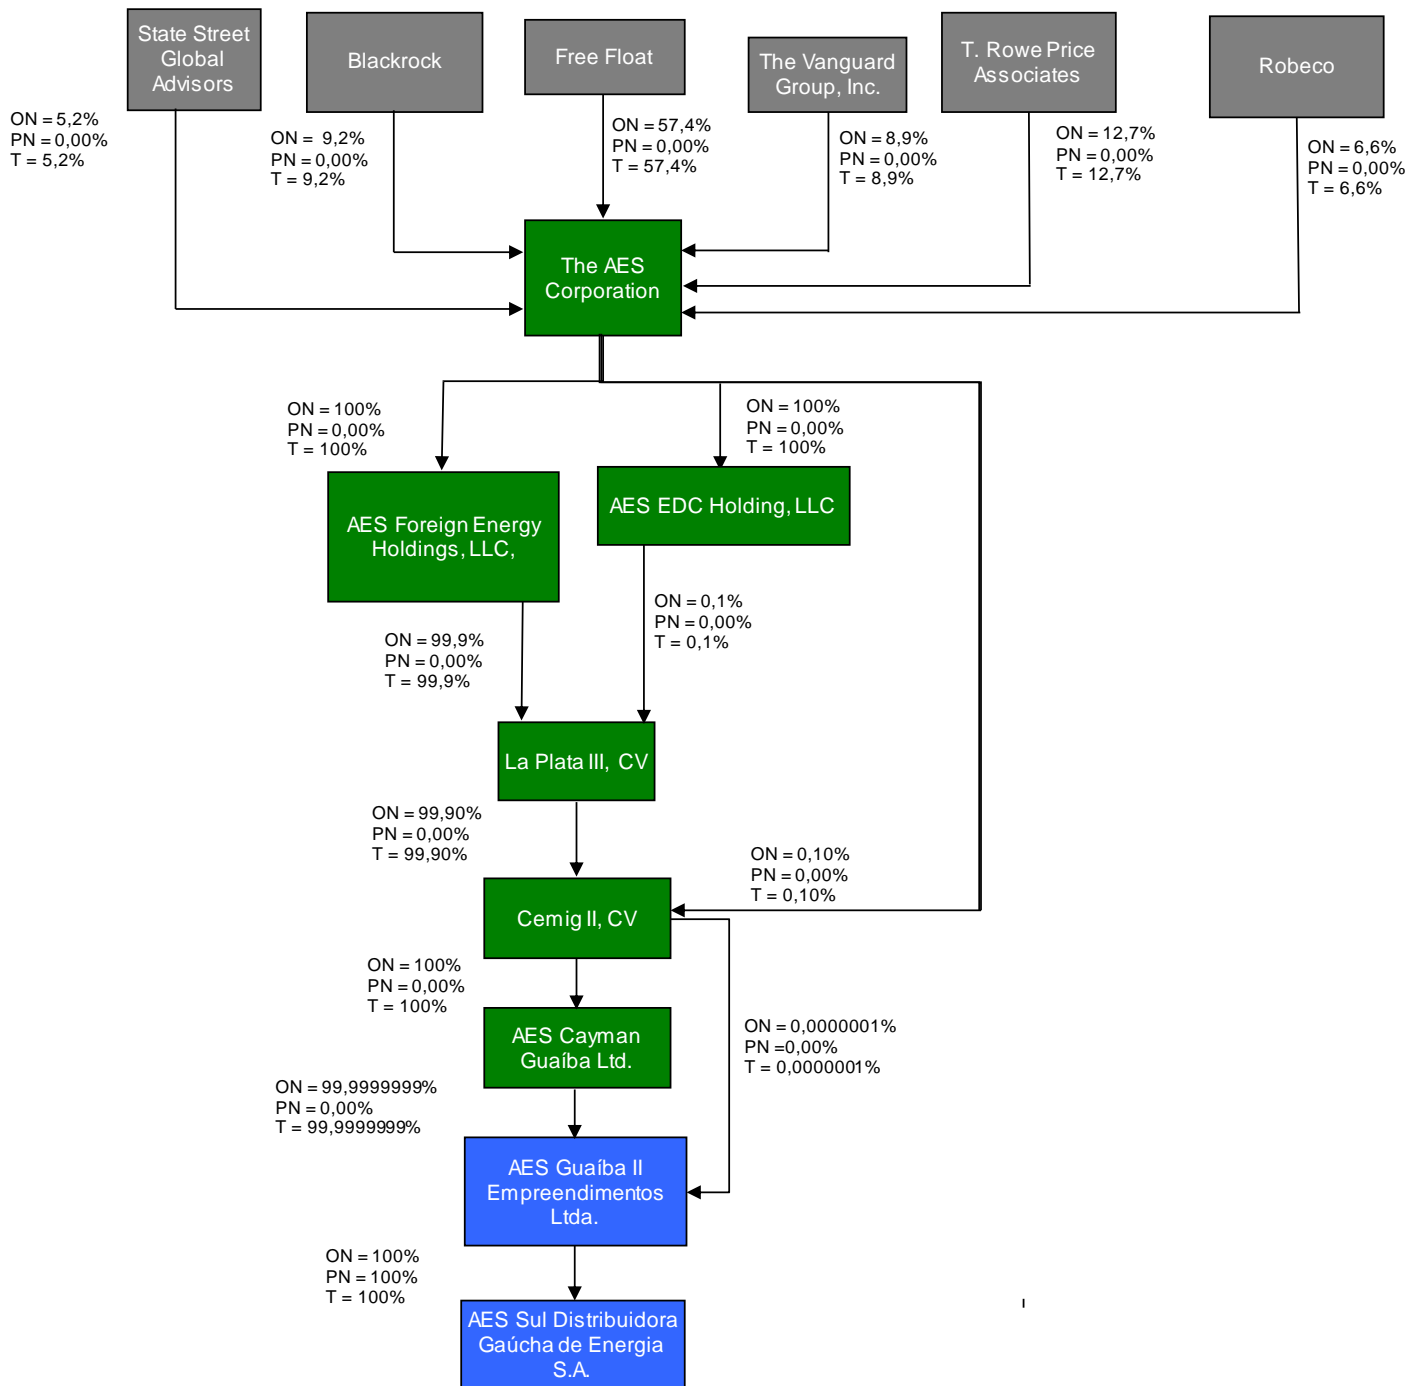 State Street
Global
Advisors
Blackrock
Free Float
The Vanguard
Group, Inc.
T. Rowe Price
Associates
Robeco
ON = 5,2%
PN = 0,00%
T = 5,2%
ON = 9,2%
PN = 0,00%
T = 9,2%
ON = 57,4%
PN = 0,00%
T = 57,4%
ON = 8,9%
PN = 0,00%
T = 8,9%
ON = 12,7%
PN = 0,00%
T = 12,7%
ON = 6,6%
PN = 0,00%
T = 6,6%
The AES
Corporation
ON = 100%
PN = 0,00%
T = 100%
ON = 100%
PN = 0,00%
T = 100%
AES Foreign Energy
Holdings, LLC,
AES EDC Holding, LLC
ON = 99,9%
PN = 0,00%
T = 99,9%
ON = 0,1%
PN = 0,00%
T = 0,1%
La Plata III, CV
ON = 99,90%
PN = 0,00%
T = 99,90%
ON = 0,10%
PN = 0,00%
T = 0,10%
Cemig II, CV
ON = 100%
PN = 0,00%
T = 100%
AES Cayman
Guaíba Ltd.
ON = 0,0000001%
PN =0,00%
T = 0,0000001%
ON = 99,9999999%
PN = 0,00%
T = 99,9999999%
AES Guaíba II
Empreendimentos
Ltda.
ON = 100%
PN = 100%
T = 100%
AES Sul Distribuidora
Gaúcha de Energia
S.A.